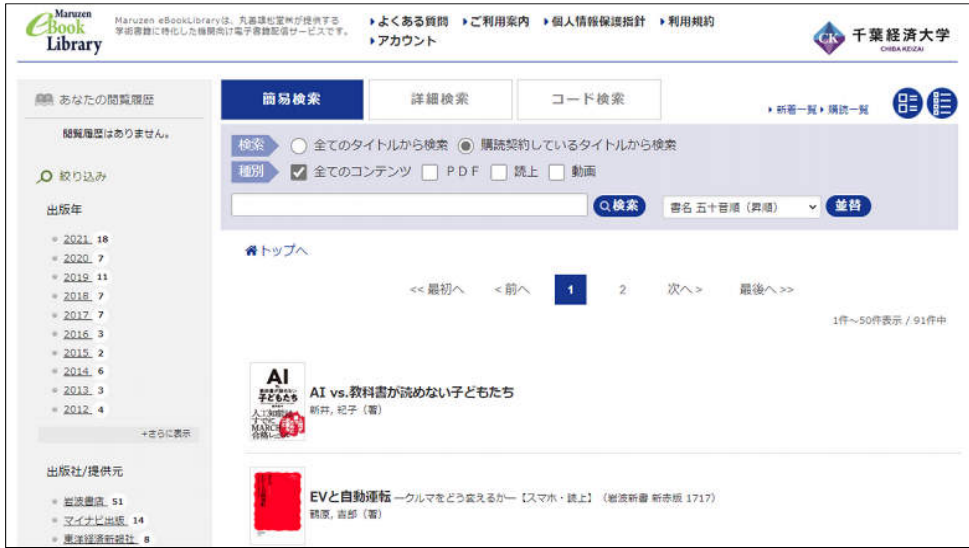 Maruzen
eBook
Library
Maruzen eBookLibraryは、丸善雄松堂㈱が提供する
学術書籍に特化した機関向け電子書籍配信サービスです。
よくある質問 ご利用案内 個人情報保護指針 利用規約
アカウント
CK 千葉経済大学
CHIBA KEIZAI
あなたの閲覧履歴
閲覧履歴はありません。
絞り込み
出版年
2021 18
2020 7
2019 11
2018 7
2017 7
2016 3
2015 2
2014 6
2013 3
2012 4
+さらに表示
出版社/提供元
岩波書店 51
マイナビ出版 14
東洋経済新報社 8
簡易検索 詳細検索 コード検索
新着一覧 購読一覧
検索 全てのタイトルから検索 購読契約しているタイトルから検索
種別 全てのコンテンツ PDF 読上 動画
検索 書名 五十音順 (昇順) 並替
トップへ
<< 最初へ < 前へ 1 2 次へ > 最後へ >>
1件～50件表示 / 91件中
AI
子どもたち
人工知能は
すでに
MARCH
AI vs.教科書が読めない子どもたち
新井, 紀子 (著)
EVと自動運転 ―クルマをどう変えるか―【スマホ・読上】 (岩波新書 新赤版 1717)
鶴原, 吉郎 (著)